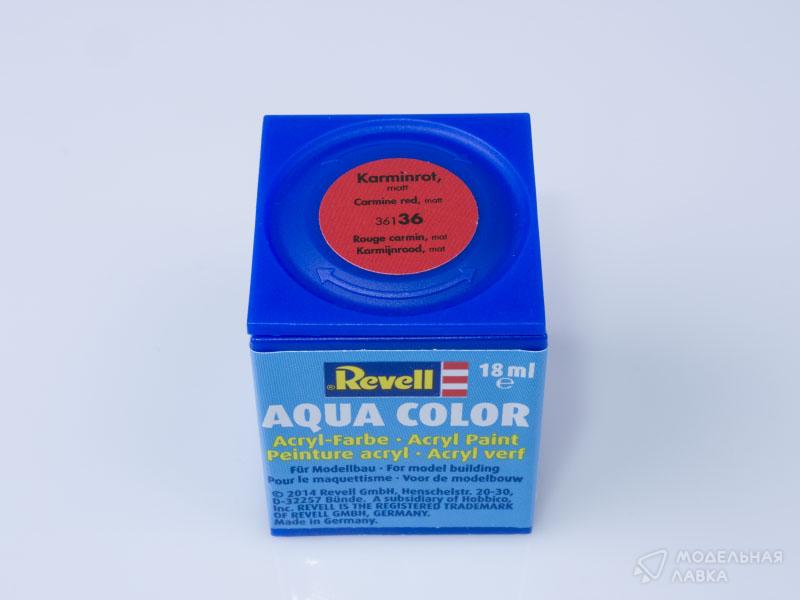 Karminrot,
matt
Carmine red, matt
36136
Rouge carmin, mat
Karmijnrood, mat
®Revell
18 ml
e
AQUA COLOR
Acryl-Farbe · Acryl Paint
Peinture acryl · Acryl verf
Für Modellbau · For model building
Pour le maquettisme · Voor de modelbouw
© 2014 Revell GmbH, Henschelstr. 20-30,
D-32257 Bünde. A subsidiary of Hobbico,
Inc. REVELL IS THE REGISTERED TRADEMARK
OF REVELL GMBH, GERMANY.
Made in Germany.
МОДЕЛЬНАЯ
ЛАВКА